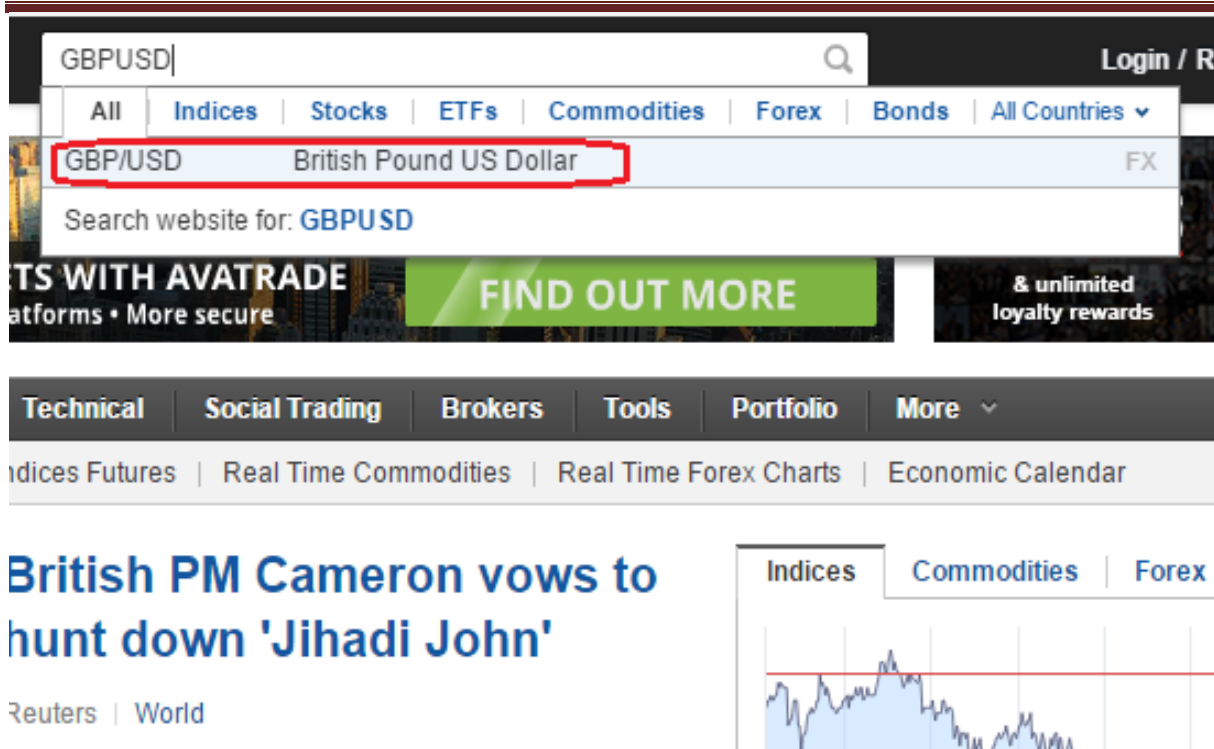 GBPUSD
Login / R
All | Indices | Stocks | ETFs | Commodities | Forex | Bonds | All Countries
GBP/USD British Pound US Dollar FX
Search website for: GBPUSD
ETS WITH AVATRADE
atforms • More secure
FIND OUT MORE
& unlimited
loyalty rewards
Technical Social Trading Brokers Tools Portfolio More
ndices Futures | Real Time Commodities | Real Time Forex Charts | Economic Calendar
British PM Cameron vows to
hunt down 'Jihadi John'
Reuters | World
Indices Commodities | Forex